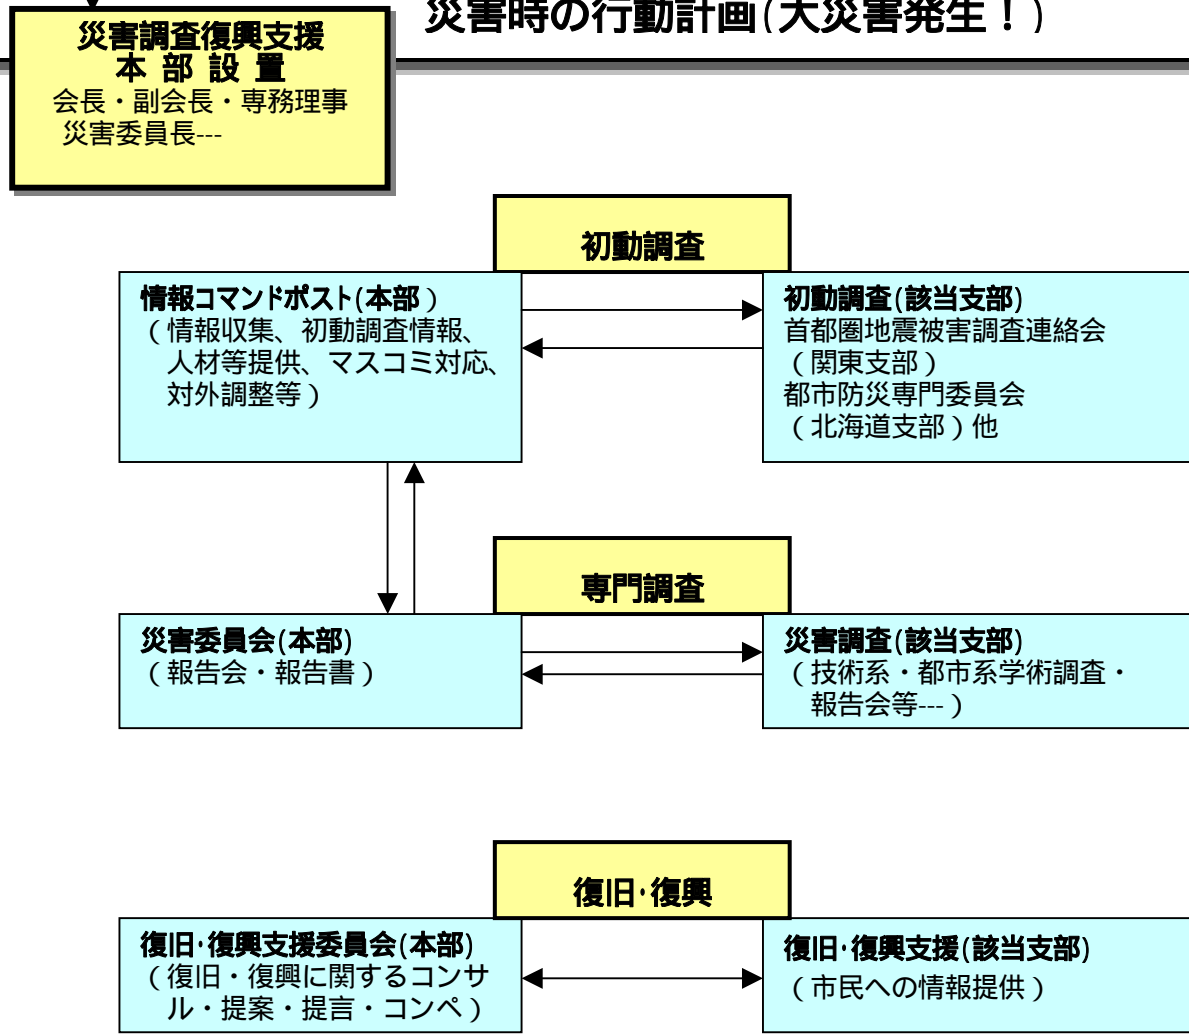 災害時の行動計画(大災害発生！)
災害調査復興支援
本 部 設 置
会長・副会長・専務理事
災害委員長---
初動調査
情報コマンドポスト(本部）
（情報収集、初動調査情報、
人材等提供、マスコミ対応、
対外調整等）
初動調査(該当支部)
首都圏地震被害調査連絡会
（関東支部）
都市防災専門委員会
（北海道支部）他
専門調査
災害委員会(本部)
（報告会・報告書）
災害調査(該当支部)
（技術系・都市系学術調査・
報告会等---）
復旧･復興
復旧･復興支援委員会(本部)
（復旧・復興に関するコンサ
ル・提案・提言・コンペ）
復旧･復興支援(該当支部)
（市民への情報提供）